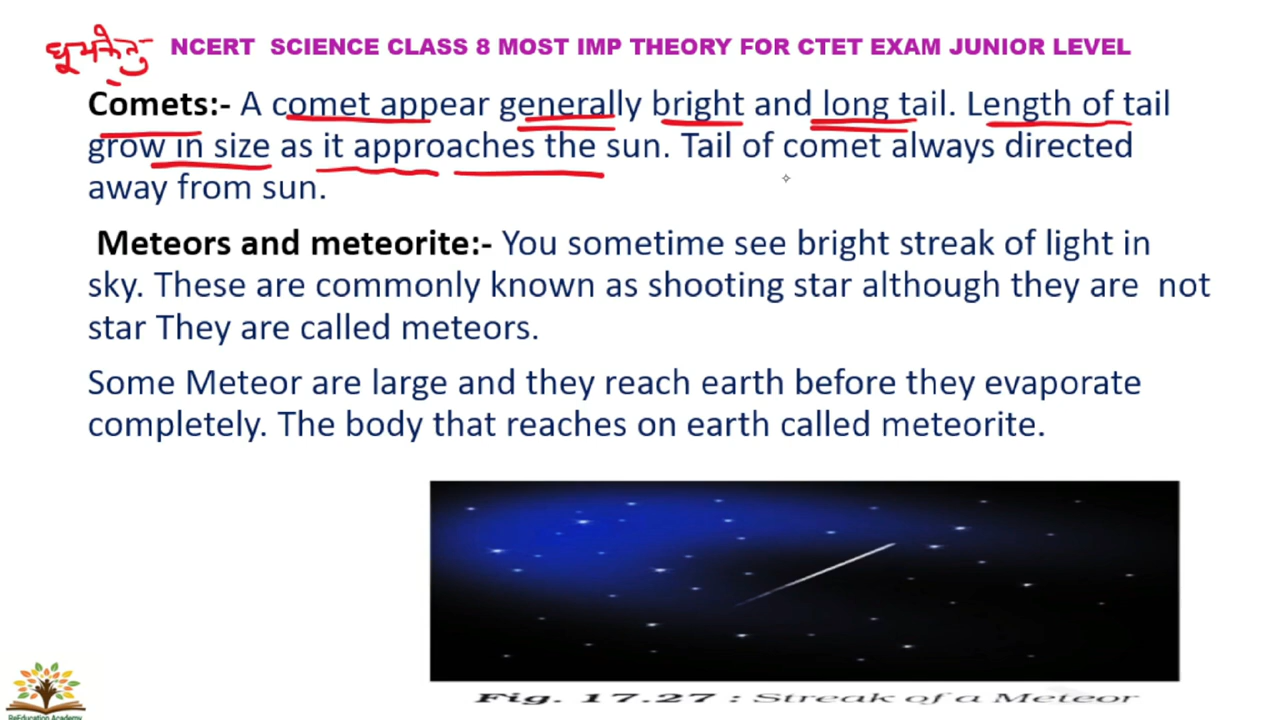 धूमकेतु
NCERT SCIENCE CLASS 8 MOST IMP THEORY FOR CTET EXAM JUNIOR LEVEL
Comets:- A comet appear generally bright and long tail. Length of tail
grow in size as it approaches the sun. Tail of comet always directed
away from sun.
Meteors and meteorite:- You sometime see bright streak of light in
sky. These are commonly known as shooting star although they are not
star They are called meteors.
Some Meteor are large and they reach earth before they evaporate
completely. The body that reaches on earth called meteorite.
Fig. 17.27 : Streak of a Meteor
ReEducation Academy